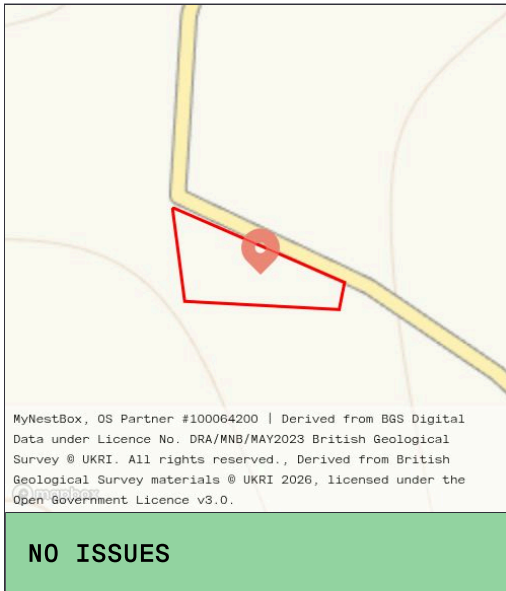 MyNestBox, OS Partner #100064200 | Derived from BGS Digital
Data under Licence No. DRA/MNB/MAY2023 British Geological
Survey © UKRI. All rights reserved., Derived from British
Geological Survey materials © UKRI 2026, licensed under the
mapbox
Open Government Licence v3.0.
NO ISSUES